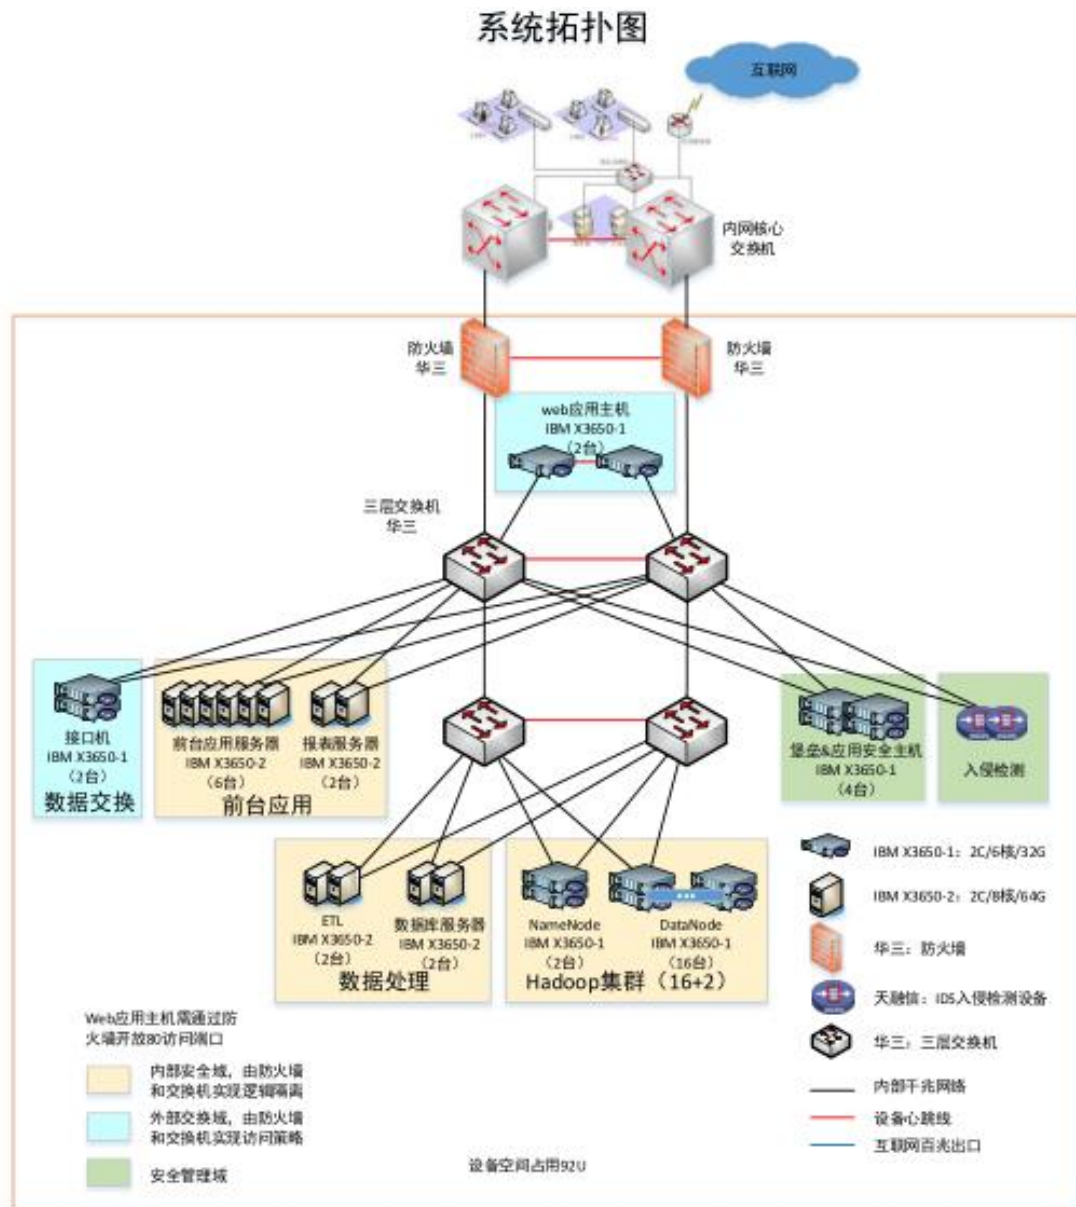 系统拓扑图
互联网
内网核心
交换机
防火墙
华三
防火墙
华三
web应用主机
IBM X3650-1
（2台）
三层交换机
华三
接口机
IBM X3650-1
（2台）
数据交换
前台应用服务器
IBM X3650-2
（6台）
报表服务器
IBM X3650-2
（2台）
前台应用
堡垒&应用安全主机
IBM X3650-1
（4台）
入侵检测
ETL
IBM X3650-2
（2台）
数据库服务器
IBM X3650-2
（2台）
数据处理
NameNode
IBM X3650-1
（2台）
DataNode
IBM X3650-1
（16台）
Hadoop集群（16+2）
IBM X3650-1：2C/6核/32G
IBM X3650-2：2C/8核/64G
华三：防火墙
天融信：IDS入侵检测设备
华三：三层交换机
内部千兆网络
设备心跳线
互联网百兆出口
Web应用主机需通过防
火墙开放80访问端口
内部安全域，由防火墙
和交换机实现逻辑隔离
外部交换域，由防火墙
和交换机实现访问策略
安全管理域
设备空间占用92U